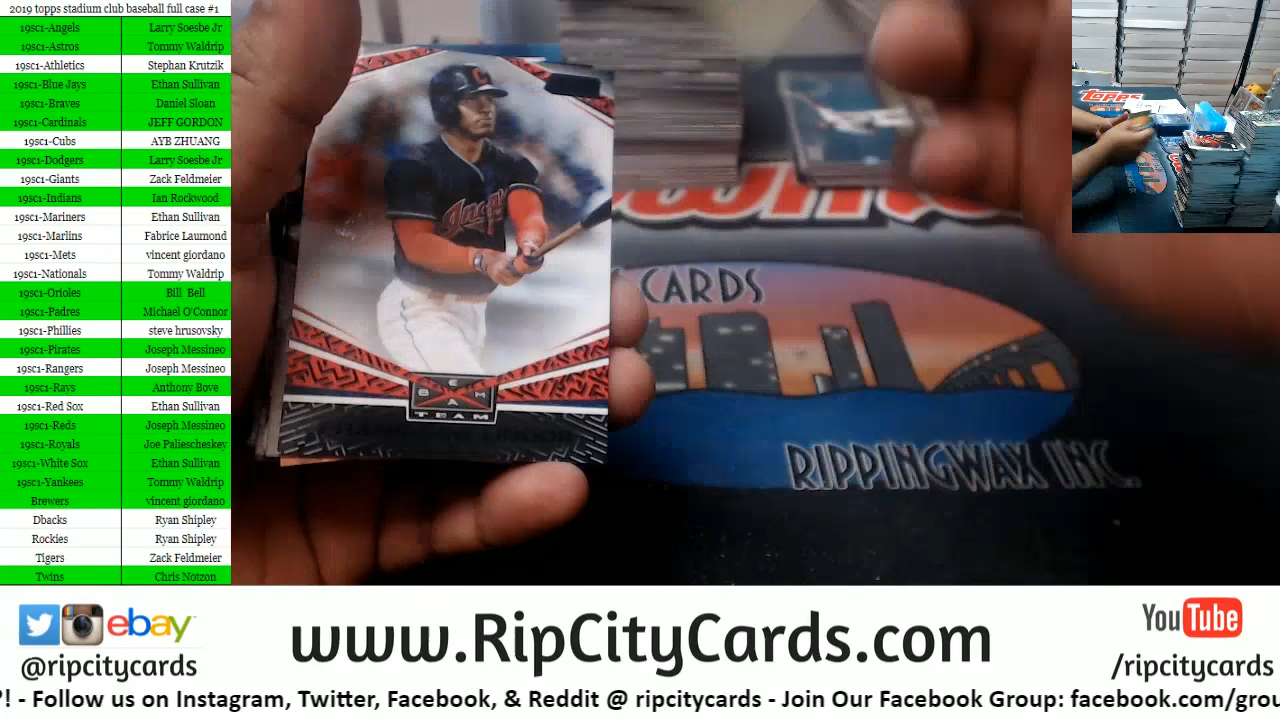 2019 topps stadium club baseball full case #1
19sc1-Angels Larry Soesbe Jr
19sc1-Astros Tommy Waldrip
19sc1-Athletics Stephan Krutzik
19sc1-Blue Jays Ethan Sullivan
19sc1-Braves Daniel Sloan
19sc1-Cardinals JEFF GORDON
19sc1-Cubs AYB ZHUANG
19sc1-Dodgers Larry Soesbe Jr
19sc1-Giants Zack Feldmeier
19sc1-Indians Ian Rockwood
19sc1-Mariners Ethan Sullivan
19sc1-Marlins Fabrice Laumond
19sc1-Mets vincent giordano
19sc1-Nationals Tommy Waldrip
19sc1-Orioles Bill Bell
19sc1-Padres Michael O'Connor
19sc1-Phillies steve hrusovsky
19sc1-Pirates Joseph Messineo
19sc1-Rangers Joseph Messineo
19sc1-Rays Anthony Bove
19sc1-Red Sox Ethan Sullivan
19sc1-Reds Joseph Messineo
19sc1-Royals Joe Paliescheskey
19sc1-White Sox Ethan Sullivan
19sc1-Yankees Tommy Waldrip
Brewers vincent giordano
Dbacks Ryan Shipley
Rockies Ryan Shipley
Tigers Zack Feldmeier
Twins Chris Notzon
C
BEAM
TEAM
CARDS
RIPPINGWAX INC.
Topps
ebay
@ripcitycards
www.RipCityCards.com
YouTube
/ripcitycards
P! - Follow us on Instagram, Twitter, Facebook, & Reddit @ ripcitycards - Join Our Facebook Group: facebook.com/grou